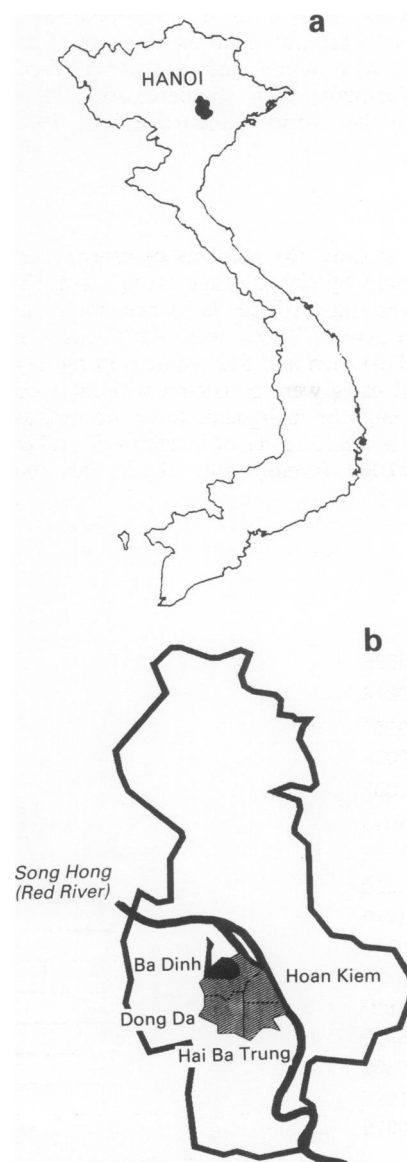 a
HANOI
b
Song Hong
(Red River)
Ba Dinh
Hoan Kiem
Dong Da
Hai Ba Trung